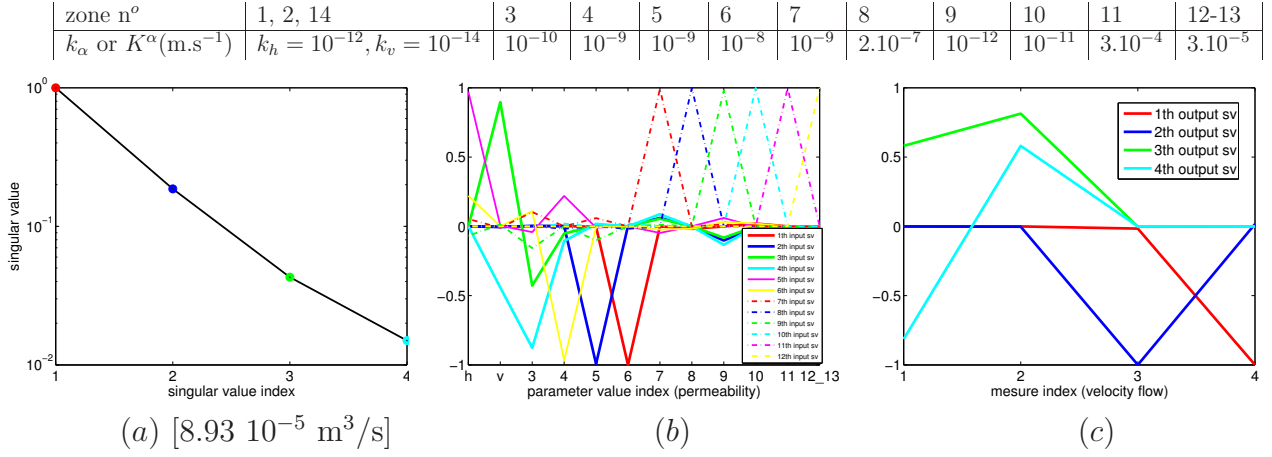 zone nᵒ 1, 2, 14 3 4 5 6 7 8 9 10 11 12-13
k_α or K^α(m.s⁻¹) k_h = 10⁻¹², k_v = 10⁻¹⁴ 10⁻¹⁰ 10⁻⁹ 10⁻⁹ 10⁻⁸ 10⁻⁹ 2.10⁻⁷ 10⁻¹² 10⁻¹¹ 3.10⁻⁴ 3.10⁻⁵
10⁰
10⁻¹
10⁻²
singular value
1 2 3 4
singular value index
(a) [8.93 10⁻⁵ m³/s]
1
0.5
0
−0.5
−1
1th input sv
2th input sv
3th input sv
4th input sv
5th input sv
6th input sv
7th input sv
8th input sv
9th input sv
10th input sv
11th input sv
12th input sv
h v 3 4 5 6 7 8 9 10 11 12_13
parameter value index (permeability)
(b)
1
0.5
0
−0.5
−1
1th output sv
2th output sv
3th output sv
4th output sv
1 2 3 4
mesure index (velocity flow)
(c)